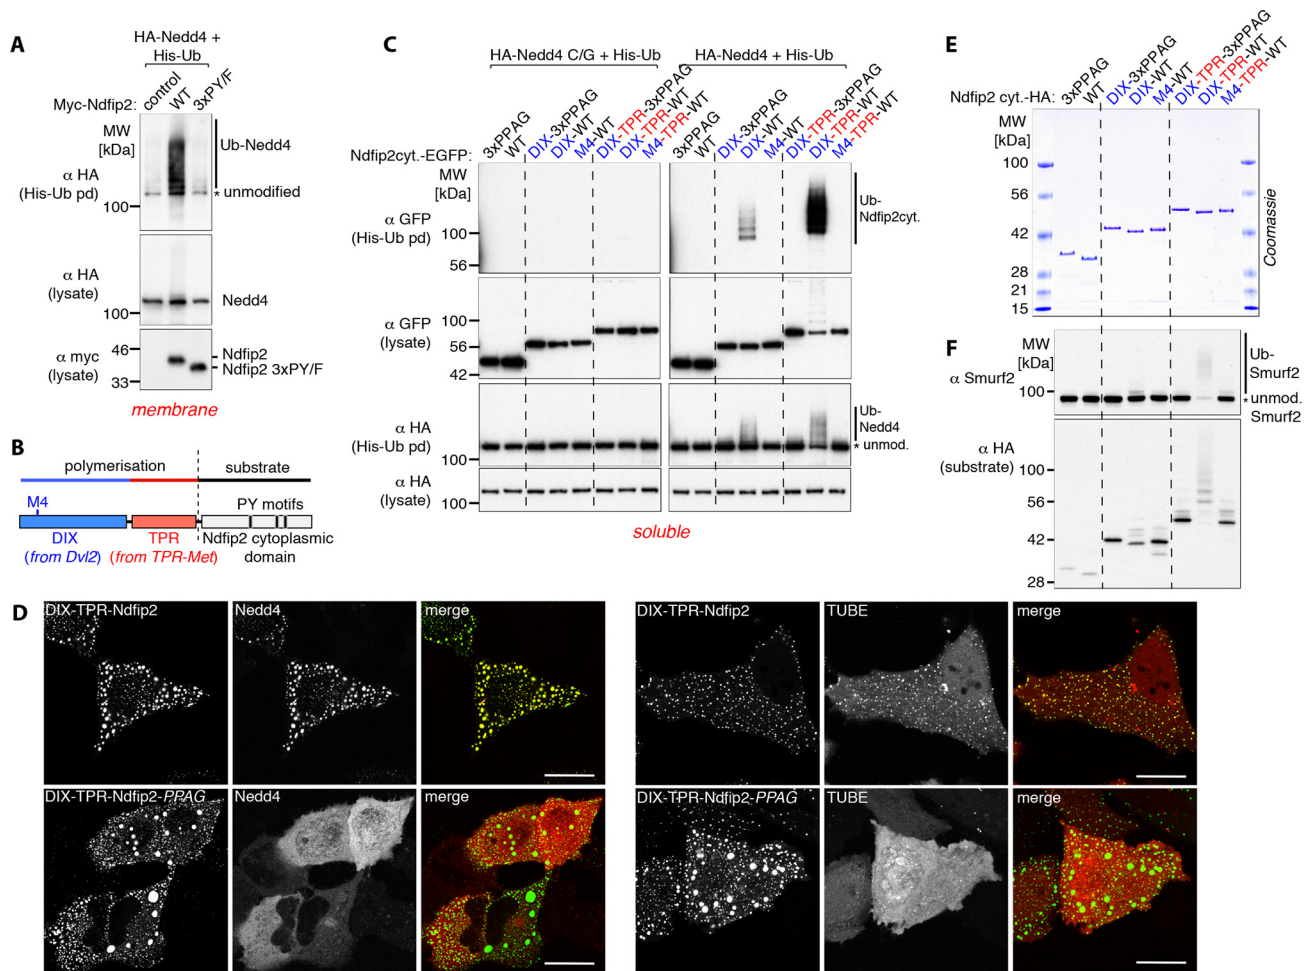 A
HA-Nedd4 +
His-Ub
control
WT
3xPY/F
Myc-Ndfip2:
MW
[kDa]
Ub-Nedd4
α HA
(His-Ub pd)
* unmodified
100
α HA
(lysate)
Nedd4
100
46
α myc
(lysate)
Ndfip2
Ndfip2 3xPY/F
33
membrane
B
polymerisation
substrate
M4
PY motifs
DIX
TPR
Ndfip2 cytoplasmic
(from Dvl2)
(from TPR-Met)
domain
C
HA-Nedd4 C/G + His-Ub
HA-Nedd4 + His-Ub
3xPPAG
WT
DIX-3xPPAG
DIX-WT
M4-WT
DIX-TPR-3xPPAG
DIX-TPR-WT
M4-TPR-WT
3xPPAG
WT
DIX-3xPPAG
DIX-WT
M4-WT
DIX-TPR-3xPPAG
DIX-TPR-WT
M4-TPR-WT
Ndfip2cyt.-EGFP:
MW
[kDa]
α GFP
(His-Ub pd)
100
56
Ub-
Ndfip2cyt.
α GFP
(lysate)
100
56
42
α HA
(His-Ub pd)
100
Ub-
Nedd4
* unmod.
α HA
(lysate)
100
soluble
D
DIX-TPR-Ndfip2
Nedd4
merge
DIX-TPR-Ndfip2
TUBE
merge
DIX-TPR-Ndfip2-PPAG
Nedd4
merge
DIX-TPR-Ndfip2-PPAG
TUBE
merge
E
3xPPAG
WT
DIX-3xPPAG
DIX-WT
M4-WT
DIX-TPR-3xPPAG
DIX-TPR-WT
M4-TPR-WT
Ndfip2 cyt.-HA:
MW
[kDa]
100
56
42
28
21
15
Coomassie
F
MW
[kDa]
α Smurf2
100
Ub-
Smurf2
* unmod.
Smurf2
α HA
(substrate)
100
56
42
28